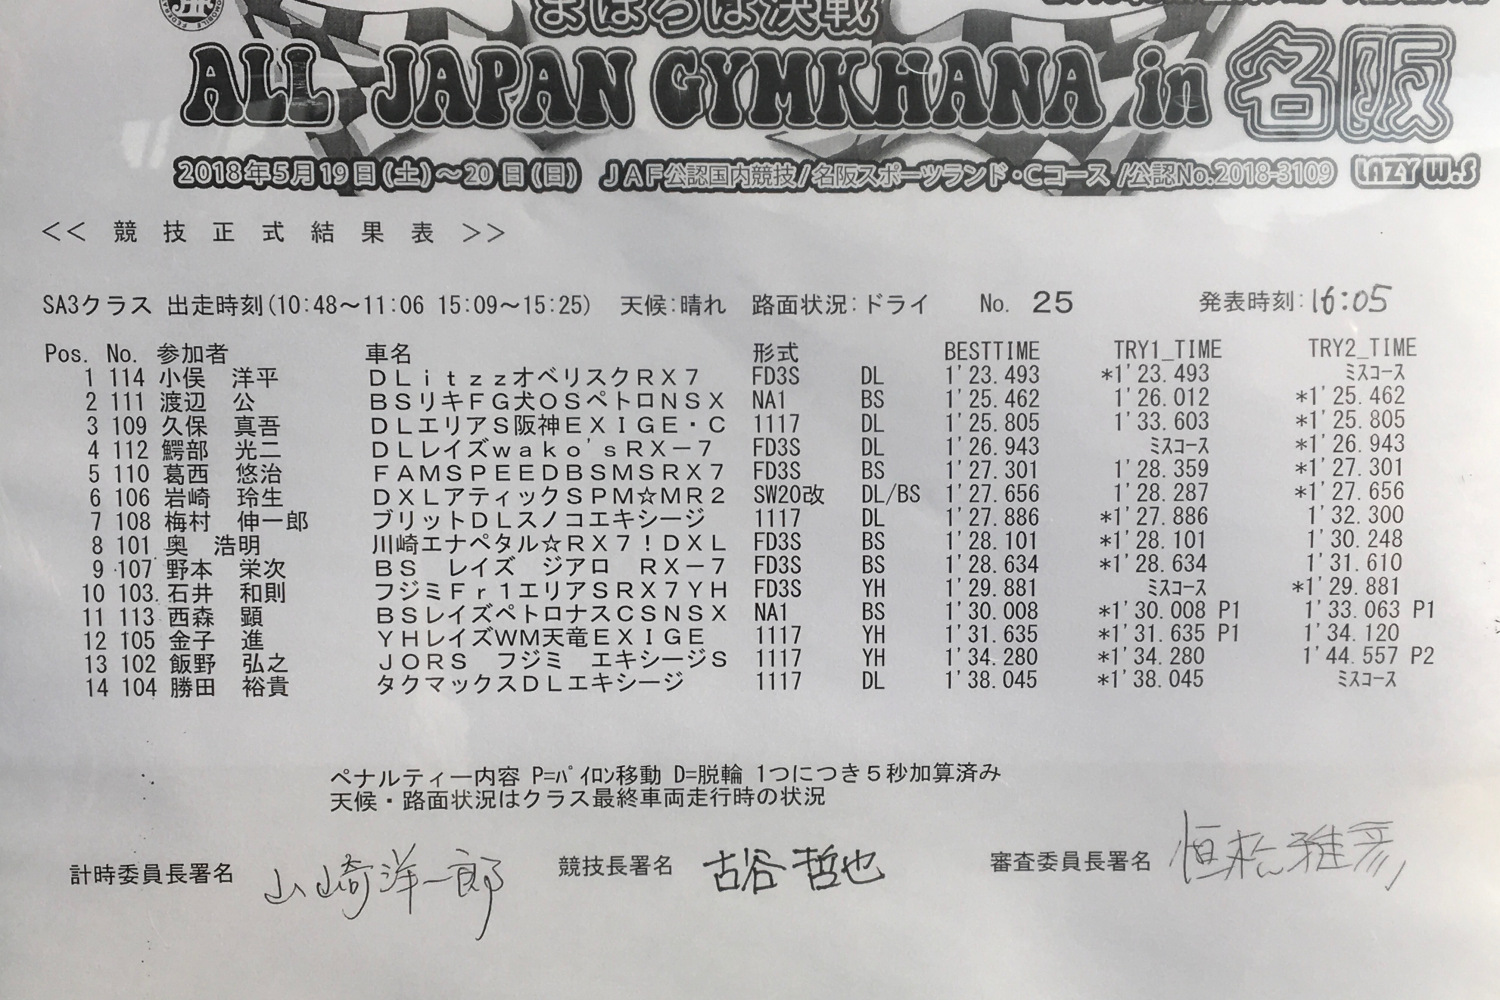 まほろば決戦
ALL JAPAN GYMKHANA in 名阪
2018年5月19日(土)～20日(日) JAF公認国内競技/名阪スポーツランド・Cコース /公認No.2018-3109 LAZY W.S
<< 競 技 正 式 結 果 表 >>
SA3クラス 出走時刻(10:48～11:06 15:09～15:25) 天候:晴れ 路面状況:ドライ No. 25 発表時刻:16:05
Pos. No. 参加者 車名 形式 BESTTIME TRY1_TIME TRY2_TIME
1 114 小俣 洋平 ＤＬｉｔｚｚオベリスクＲＸ７ FD3S DL 1'23.493 *1'23.493 ﾐｽｺｰｽ
2 111 渡辺 公 ＢＳリキＦＧ犬ＯＳペトロＮＳＸ NA1 BS 1'25.462 1'26.012 *1'25.462
3 109 久保 真吾 ＤＬエリアＳ阪神ＥＸＩＧＥ・Ｃ 1117 DL 1'25.805 1'33.603 *1'25.805
4 112 鰐部 光二 ＤＬレイズｗａｋｏ'ｓＲＸ－７ FD3S DL 1'26.943 ﾐｽｺｰｽ *1'26.943
5 110 葛西 悠治 ＦＡＭＳＰＥＥＤＢＳＭＳＲＸ７ FD3S BS 1'27.301 1'28.359 *1'27.301
6 106 岩崎 玲生 ＤＸＬアティックＳＰＭ☆ＭＲ２ SW20改 DL/BS 1'27.656 1'28.287 *1'27.656
7 108 梅村 伸一郎 ブリットＤＬスノコエキシージ 1117 DL 1'27.886 *1'27.886 1'32.300
8 101 奥 浩明 川崎エナペタル☆ＲＸ７！ＤＸＬ FD3S BS 1'28.101 *1'28.101 1'30.248
9 107 野本 栄次 ＢＳ レイズ ジアロ ＲＸ－７ FD3S BS 1'28.634 *1'28.634 1'31.610
10 103 石井 和則 フジミＦｒ１エリアＳＲＸ７ＹＨ FD3S YH 1'29.881 ﾐｽｺｰｽ *1'29.881
11 113 西森 顕 ＢＳレイズペトロナスＣＳＮＳＸ NA1 BS 1'30.008 *1'30.008 P1 1'33.063 P1
12 105 金子 進 ＹＨレイズＷＭ天竜ＥＸＩＧＥ 1117 YH 1'31.635 *1'31.635 P1 1'34.120
13 102 飯野 弘之 ＪＯＲＳ フジミ エキシージＳ 1117 YH 1'34.280 *1'34.280 1'44.557 P2
14 104 勝田 裕貴 タクマックスＤＬエキシージ 1117 DL 1'38.045 *1'38.045 ﾐｽｺｰｽ
ペナルティー内容 P=ﾊﾟｲﾛﾝ移動 D=脱輪 1つにつき５秒加算済み
天候・路面状況はクラス最終車両走行時の状況
計時委員長署名 山崎洋一郎 競技長署名 古谷哲也 審査委員長署名 恒松雅彦